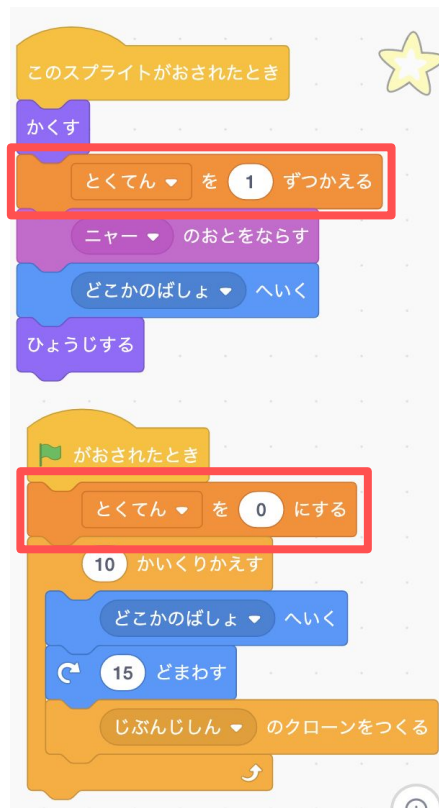 このスプライトがおされたとき
かくす
とくてん を 1 ずつかえる
ニャー のおとをならす
どこかのばしょ へいく
ひょうじする
がおされたとき
とくてん を 0 にする
10 かいくりかえす
どこかのばしょ へいく
15 どまわす
じぶんじしん のクローンをつくる